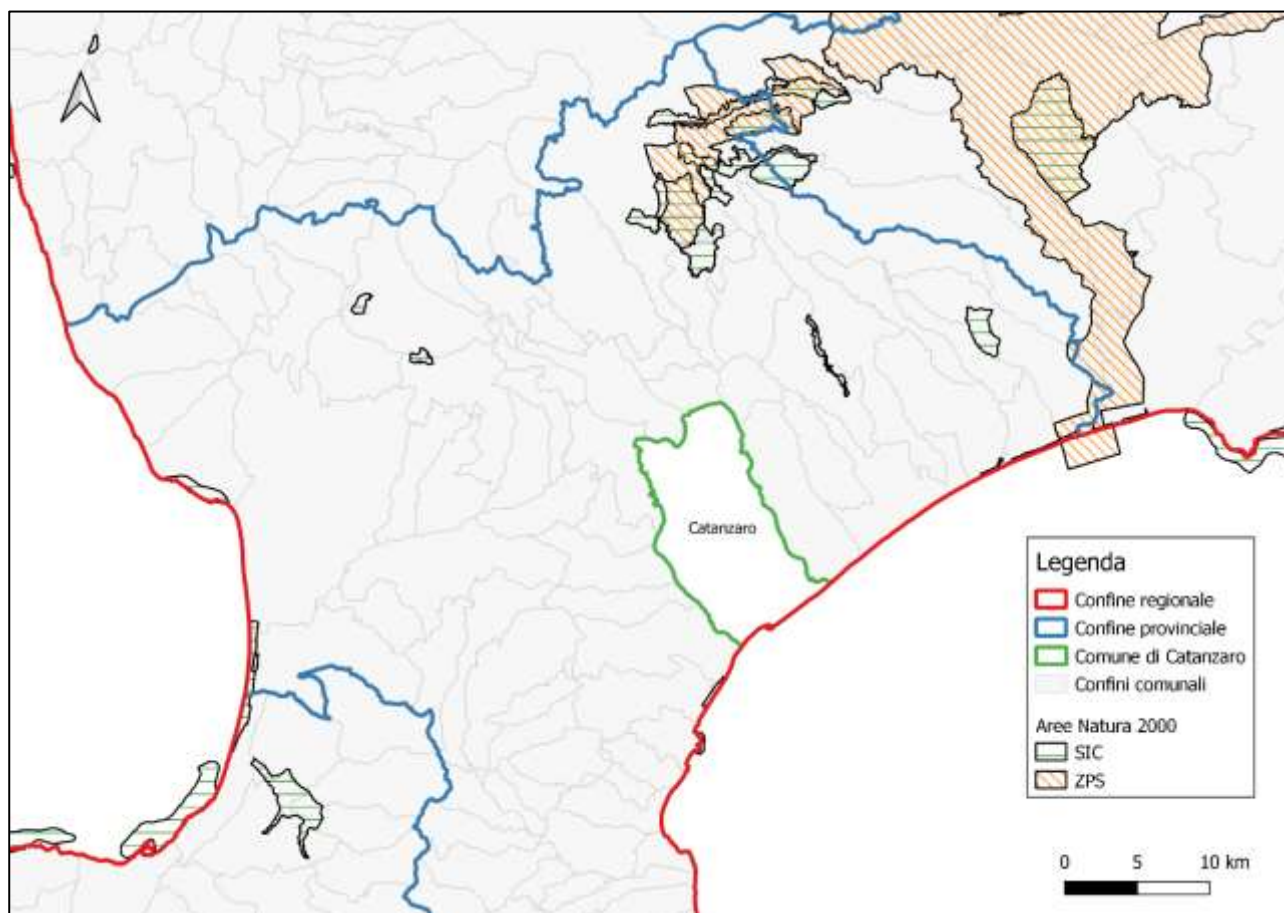 Catanzaro
Legenda
Confine regionale
Confine provinciale
Comune di Catanzaro
Confini comunali
Aree Natura 2000
SIC
ZPS
0 5 10 km